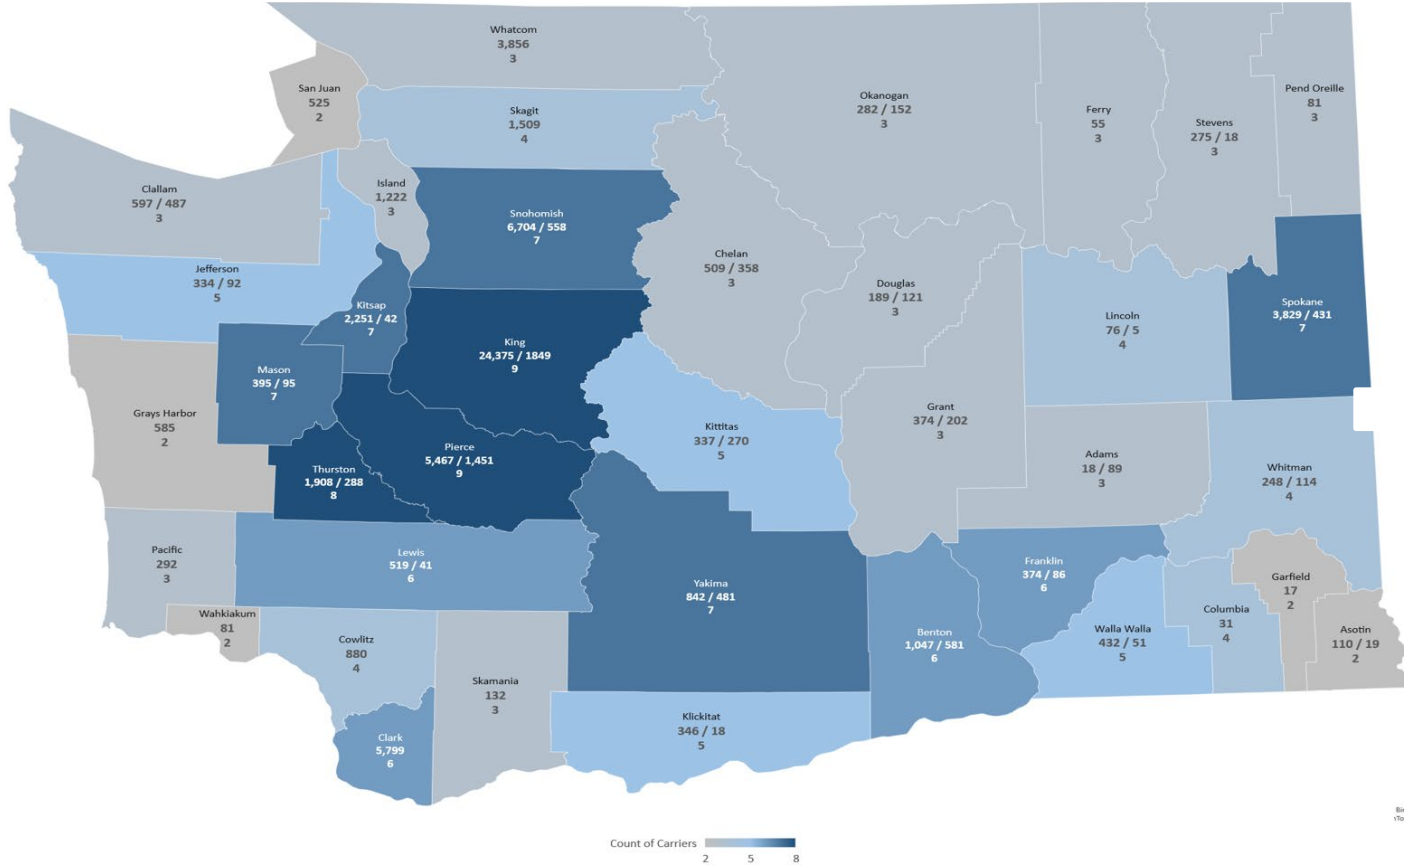 Whatcom
3,856
3
San Juan
525
2
Skagit
1,509
4
Okanogan
282 / 152
3
Ferry
55
3
Stevens
275 / 18
3
Pend Oreille
81
3
Clallam
597 / 487
3
Island
1,222
3
Snohomish
6,704 / 558
7
Chelan
509 / 358
3
Douglas
189 / 121
3
Jefferson
334 / 92
5
Kitsap
2,251 / 42
7
King
24,375 / 1849
9
Lincoln
76 / 5
4
Spokane
3,829 / 431
7
Mason
395 / 95
7
Grays Harbor
585
2
Kittitas
337 / 270
5
Grant
374 / 202
3
Thurston
1,908 / 288
8
Pierce
5,467 / 1,451
9
Adams
18 / 89
3
Whitman
248 / 114
4
Pacific
292
3
Lewis
519 / 41
6
Yakima
842 / 481
7
Franklin
374 / 86
6
Garfield
17
2
Wahkiakum
81
2
Cowlitz
880
4
Benton
1,047 / 581
6
Walla Walla
432 / 51
5
Columbia
31
4
Asotin
110 / 19
2
Skamania
132
3
Clark
5,799
6
Klickitat
346 / 18
5
Count of Carriers
2 5 8